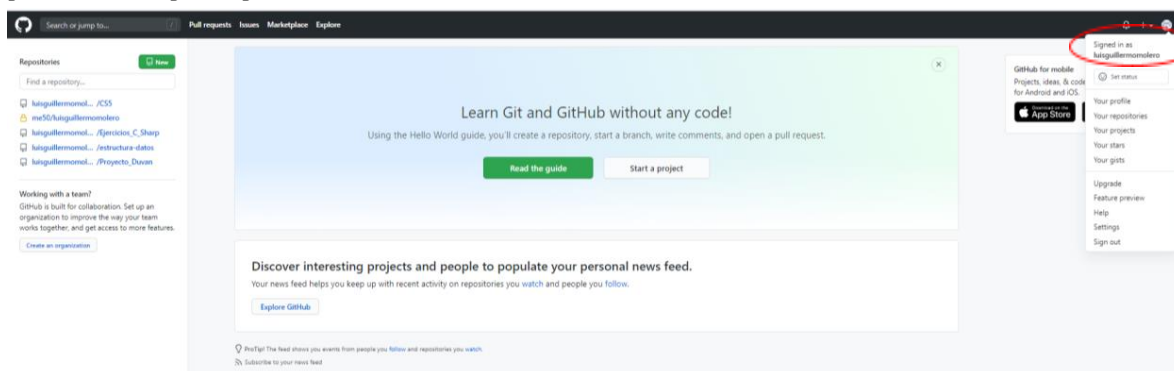 Search or jump to... /
Pull requests Issues Marketplace Explore
Repositories
New
Find a repository...
luisguillermomol... /CS5
me50/luisguillermomolero
luisguillermomol... /Ejercicios_C_Sharp
luisguillermomol... /estructura-datos
luisguillermomol... /Proyecto_Duvan
Working with a team?
GitHub is built for collaboration. Set up an
organization to improve the way your team
works together, and get access to more features.
Create an organization
Learn Git and GitHub without any code!
Using the Hello World guide, you'll create a repository, start a branch, write comments, and open a pull request.
Read the guide
Start a project
Discover interesting projects and people to populate your personal news feed.
Your news feed helps you keep up with recent activity on repositories you watch and people you follow.
Explore GitHub
ProTip! The feed shows you events from people you follow and repositories you watch.
Subscribe to your news feed
GitHub for mobile
Projects, ideas, & code
for Android and iOS.
Download on the
App Store
Signed in as
luisguillermomolero
Set status
Your profile
Your repositories
Your projects
Your stars
Your gists
Upgrade
Feature preview
Help
Settings
Sign out